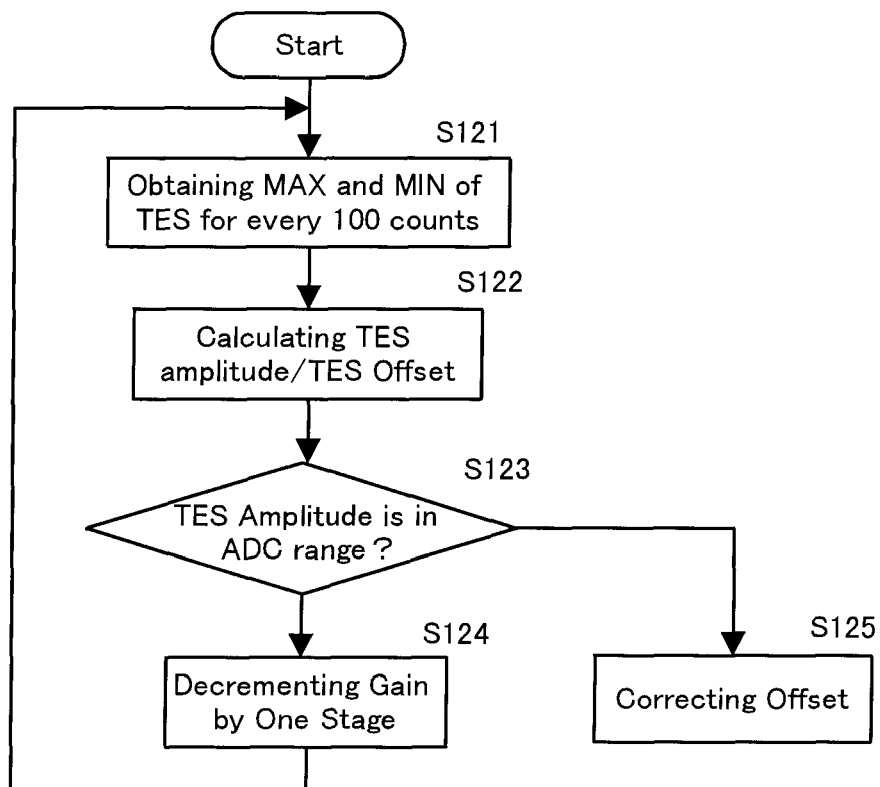 Start
S121
Obtaining MAX and MIN of
TES for every 100 counts
S122
Calculating TES
amplitude/TES Offset
S123
TES Amplitude is in
ADC range?
S124
Decrementing Gain
by One Stage
S125
Correcting Offset